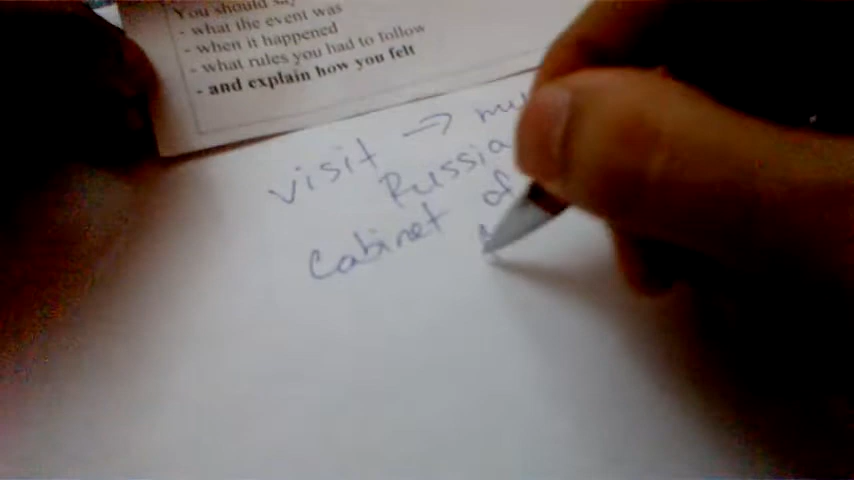 You should say
- what the event was
- when it happened
- what rules you had to follow
- and explain how you felt
visit → mu
Russia
Cabinet of